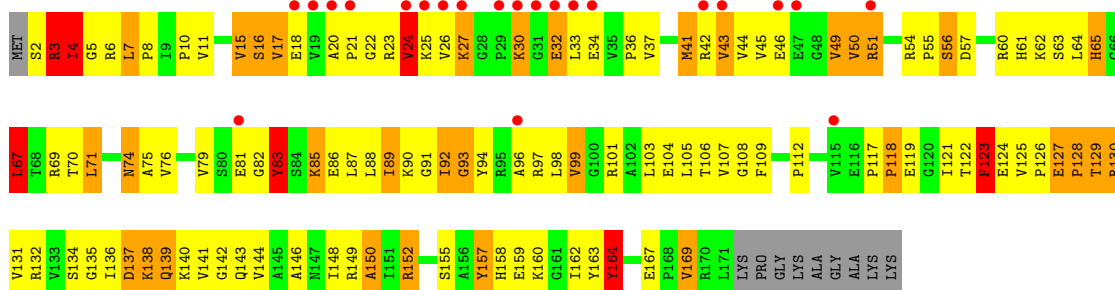 MET S2 R3 I4 G5 R6 L7 P8 I9 P10 V11 V15 S16 V17 E18 V19 A20 P21 G22 R23 V24 K25 V26 K27 G28 P29 K30 G31 E32 L33 E34 V35 P36 V37 M41 R42 V43 V44 V45 E46 E47 G48 V49 V50 R51 R54 P55 S56 D57 R60 H61 K62 S63 L64 H65 G66
L67 T68 R69 T70 L71 N74 A75 V76 V79 S80 E81 G82 Y83 S84 K85 E86 L87 L88 I89 K90 G91 I92 G93 Y94 R95 A96 R97 L98 V99 G100 R101 A102 L103 E104 L105 T106 V107 G108 F109 P112 V115 E116 P117 P118 E119 G120 I121 T122 F123 E124 V125 P126 E127 P128 T129 R130
V131 R132 V133 S134 G135 I136 D137 K138 Q139 K140 V141 G142 Q143 V144 A145 A146 N147 I148 R149 A150 I151 R152 S155 A156 Y157 H158 E159 K160 G161 I162 Y163 Y164 E167 P168 V169 R170 L171 LYS PRO GLY LYS LYS ALA GLY ALA LYS LYS